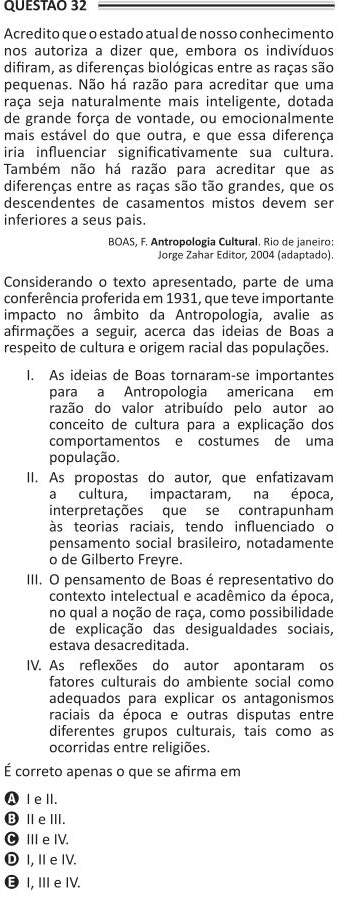 QUESTÃO 32
Acredito que o estado atual de nosso conhecimento
nos autoriza a dizer que, embora os indivíduos
difiram, as diferenças biológicas entre as raças são
pequenas. Não há razão para acreditar que uma
raça seja naturalmente mais inteligente, dotada
de grande força de vontade, ou emocionalmente
mais estável do que outra, e que essa diferença
iria influenciar significativamente sua cultura.
Também não há razão para acreditar que as
diferenças entre as raças são tão grandes, que os
descendentes de casamentos mistos devem ser
inferiores a seus pais.
BOAS, F. Antropologia Cultural. Rio de janeiro:
Jorge Zahar Editor, 2004 (adaptado).
Considerando o texto apresentado, parte de uma
conferência proferida em 1931, que teve importante
impacto no âmbito da Antropologia, avalie as
afirmações a seguir, acerca das ideias de Boas a
respeito de cultura e origem racial das populações.
I. As ideias de Boas tornaram-se importantes
para a Antropologia americana em
razão do valor atribuído pelo autor ao
conceito de cultura para a explicação dos
comportamentos e costumes de uma
população.
II. As propostas do autor, que enfatizavam
a cultura, impactaram, na época,
interpretações que se contrapunham
às teorias raciais, tendo influenciado o
pensamento social brasileiro, notadamente
o de Gilberto Freyre.
III. O pensamento de Boas é representativo do
contexto intelectual e acadêmico da época,
no qual a noção de raça, como possibilidade
de explicação das desigualdades sociais,
estava desacreditada.
IV. As reflexões do autor apontaram os
fatores culturais do ambiente social como
adequados para explicar os antagonismos
raciais da época e outras disputas entre
diferentes grupos culturais, tais como as
ocorridas entre religiões.
É correto apenas o que se afirma em
A I e II.
B II e III.
C III e IV.
D I, II e IV.
E I, III e IV.